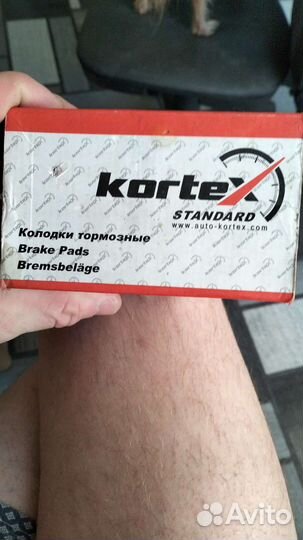 kortex
STANDARD
www.auto-kortex.com
Колодки тормозные
Brake Pads
Bremsbeläge
Avito